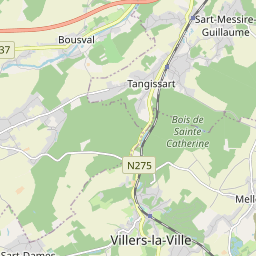 Sart-Messire-
Guillaume
Bousval
37
Tangissart
Bois de
Sainte
Catherine
N275
Mell
Sart-Dames
Villers-la-Ville